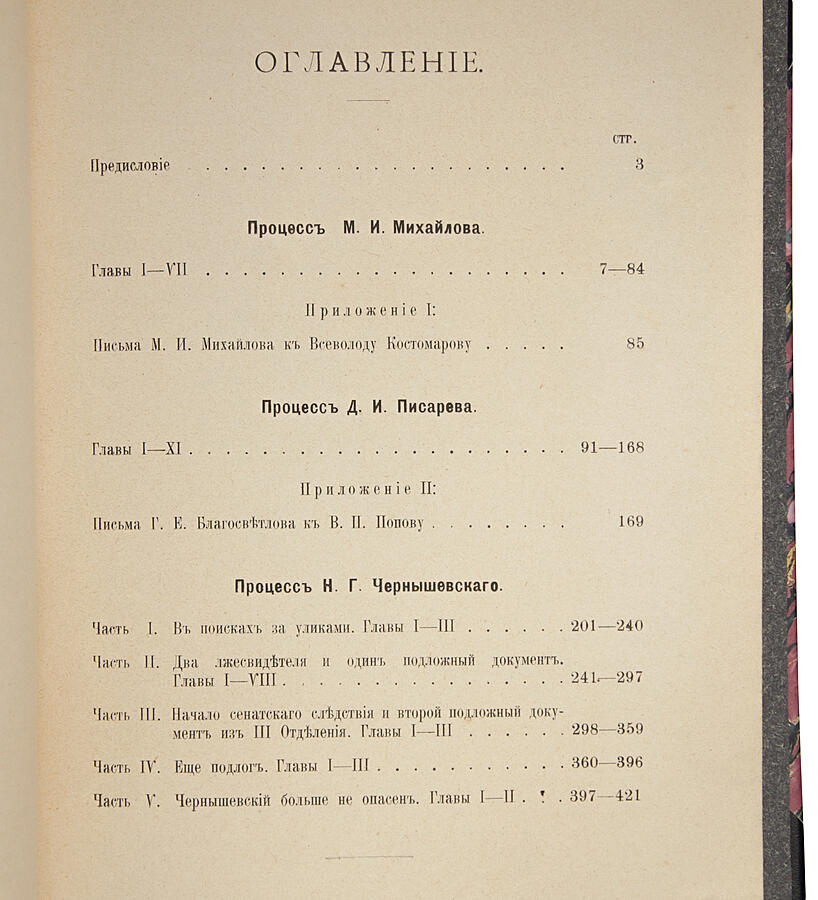 ОГЛАВЛЕНІЕ.
стр.
Предисловіе . . . . . . . . . . . . . . . . . . . . 3
Процессъ М. И. Михайлова.
Главы I—VII . . . . . . . . . . . . . . . . . . . . 7—84
Приложеніе I:
Письма М. И. Михайлова къ Всеволоду Костомарову . . . . . 85
Процессъ Д. И. Писарева.
Главы I—XI . . . . . . . . . . . . . . . . . . . . . 91—168
Приложеніе II:
Письма Г. Е. Благосвѣтлова къ В. П. Попову . . . . . . . . 169
Процессъ Н. Г. Чернышевскаго.
Часть I. Въ поискахъ за уликами. Главы I—III . . . . . . 201—240
Часть II. Два лжесвидѣтеля и одинъ подложный документъ.
Главы I—VIII . . . . . . . . . . . . . . . . 241—297
Часть III. Начало сенатскаго слѣдствія и второй подложный доку-
ментъ изъ III Отдѣленія. Главы I—III . . . . . . 298—359
Часть IV. Еще подлогъ. Главы I—III . . . . . . . . . . . 360—396
Часть V. Чернышевскій больше не опасенъ. Главы I—II . . . 397—421